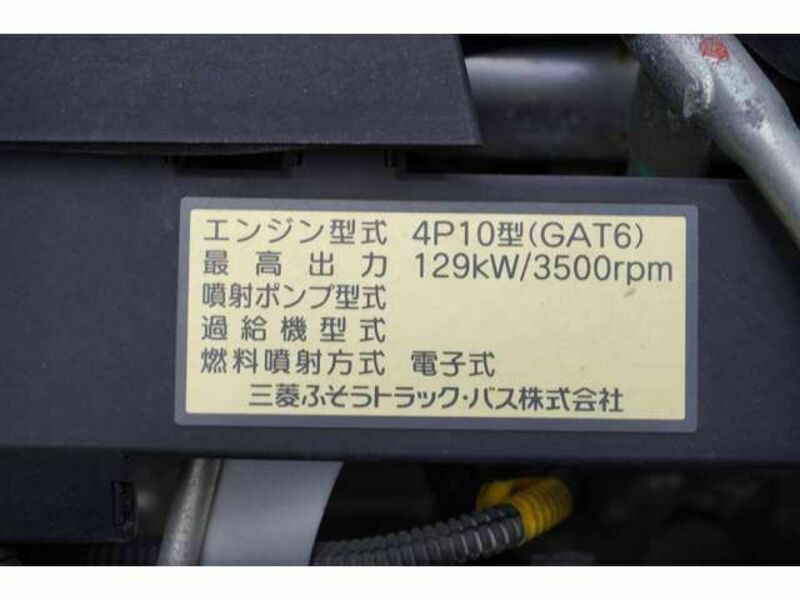 エンジン型式 4P10型(GAT6)
最高出力 129kW/3500rpm
噴射ポンプ型式
過給機型式
燃料噴射方式 電子式
三菱ふそうトラック・バス株式会社